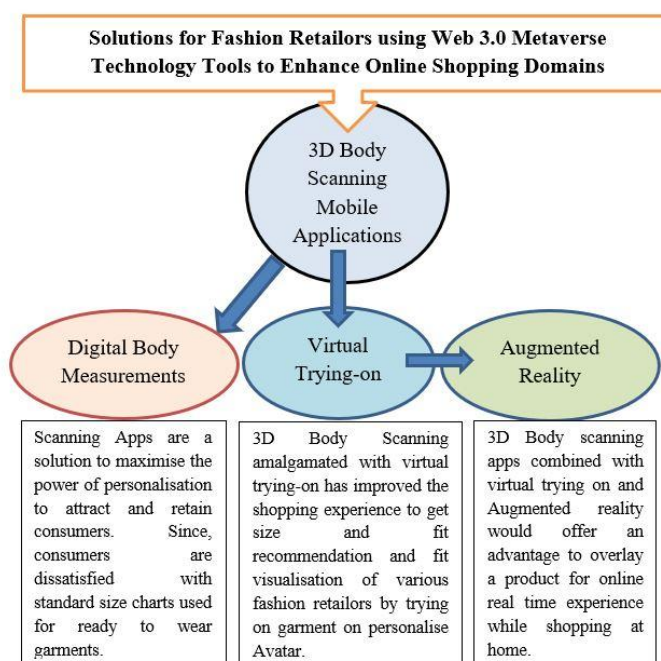 Solutions for Fashion Retailors using Web 3.0 Metaverse
Technology Tools to Enhance Online Shopping Domains
3D Body
Scanning
Mobile
Applications
Digital Body
Measurements
Virtual
Trying-on
Augmented
Reality
Scanning Apps are a
solution to maximise the
power of personalisation
to attract and retain
consumers. Since,
consumers are
dissatisfied with
standard size charts used
for ready to wear
garments.
3D Body Scanning
amalgamated with virtual
trying-on has improved the
shopping experience to get
size and fit
recommendation and fit
visualisation of various
fashion retailors by trying
on garment on personalise
Avatar.
3D Body scanning
apps combined with
virtual trying on and
Augmented reality
would offer an
advantage to overlay
a product for online
real time experience
while shopping at
home.